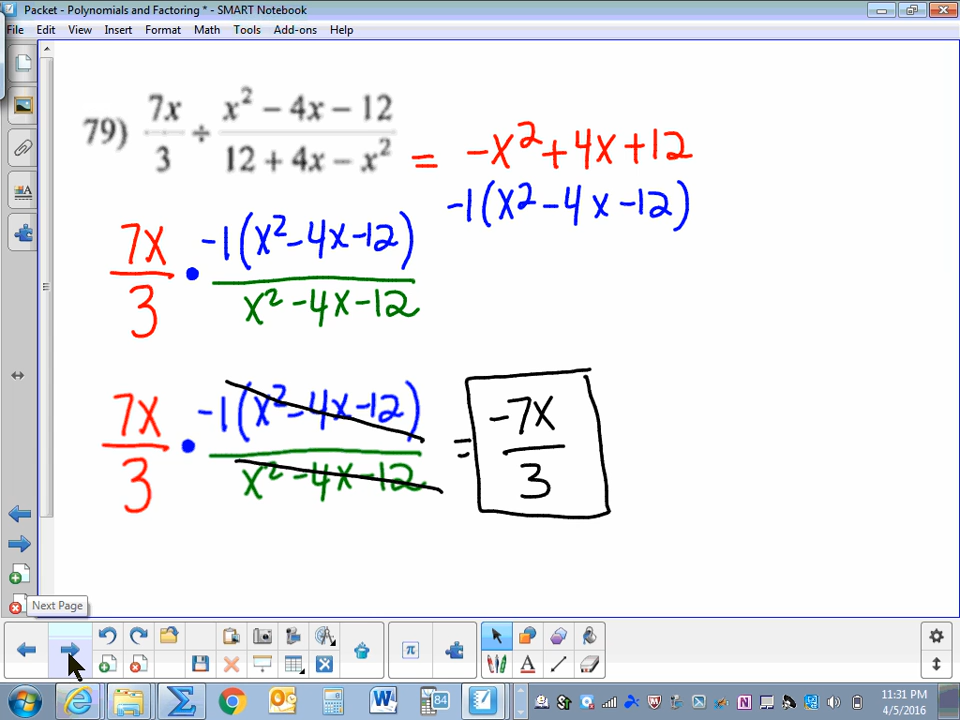 Packet - Polynomials and Factoring * - SMART Notebook
File Edit View Insert Format Math Tools Add-ons Help
79) 7x/3 ÷ (x² − 4x − 12)/(12 + 4x − x²) = -x² + 4x + 12
-1(x² - 4x - 12)
7x/3 • -1(x² - 4x - 12)/(x² - 4x - 12)
7x/3 • -1(x² - 4x - 12)/(x² - 4x - 12) = -7x/3
Next Page
π
A
Σ
W
84
11:31 PM
4/5/2016